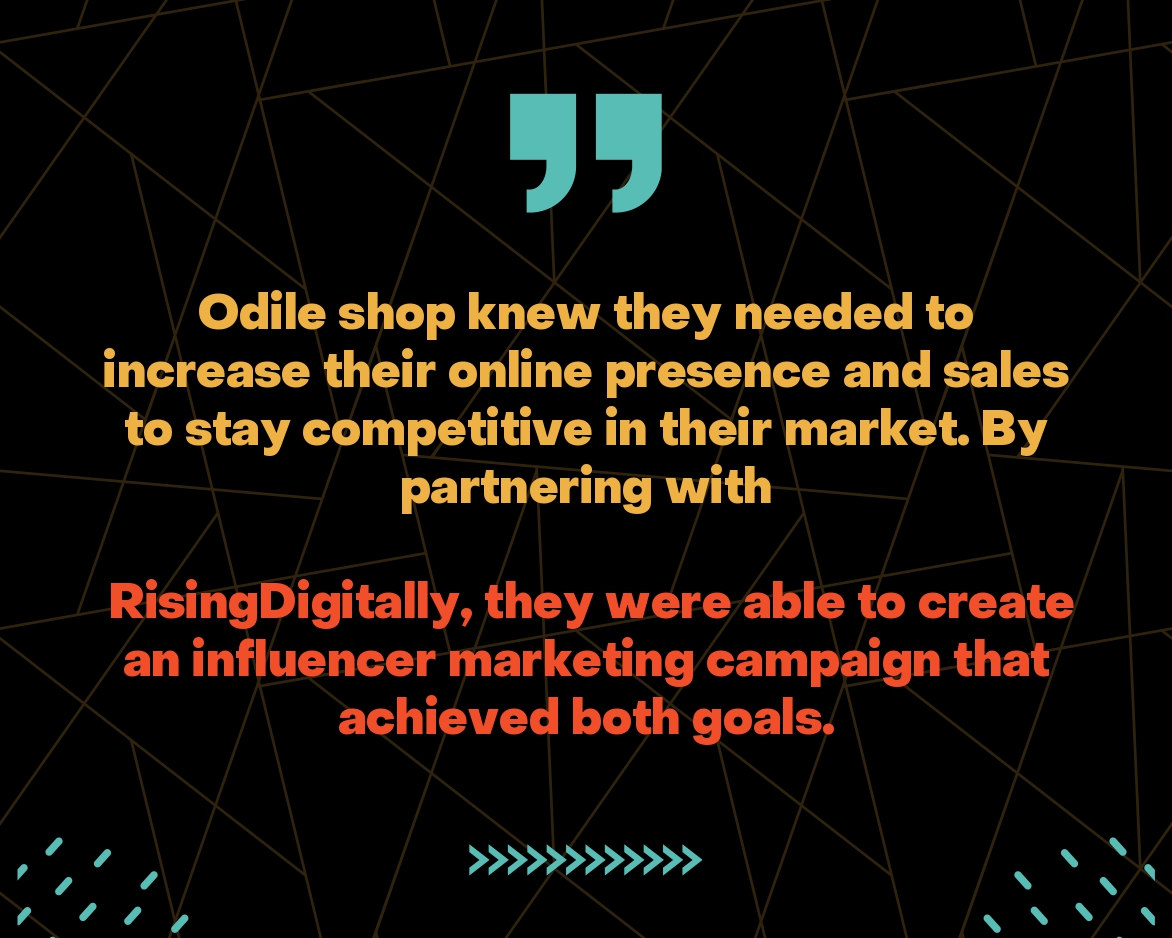 Odile shop knew they needed to
increase their online presence and sales
to stay competitive in their market. By
partnering with
RisingDigitally, they were able to create
an influencer marketing campaign that
achieved both goals.